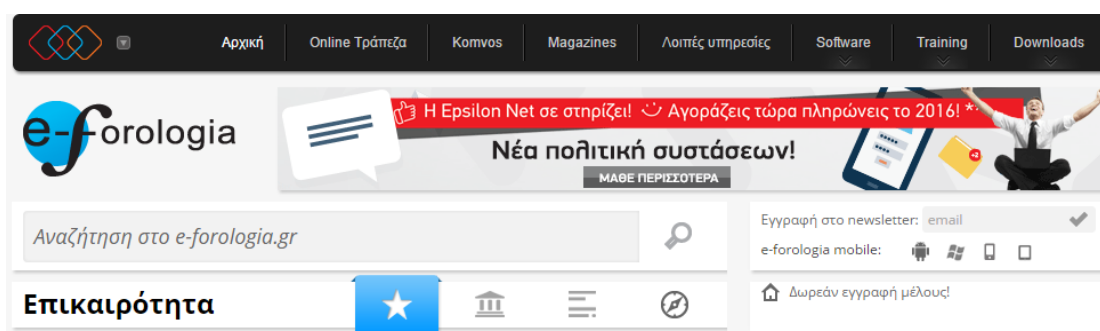 Αρχική Online Τράπεζα Komvos Magazines Λοιπές υπηρεσίες Software Training Downloads
e-forologia
Η Epsilon Net σε στηρίζει! Αγοράζεις τώρα πληρώνεις το 2016! **
Νέα πολιτική συστάσεων!
ΜΑΘΕ ΠΕΡΙΣΣΟΤΕΡΑ
Αναζήτηση στο e-forologia.gr
Εγγραφή στο newsletter: email
e-forologia mobile:
Επικαιρότητα
Δωρεάν εγγραφή μέλους!